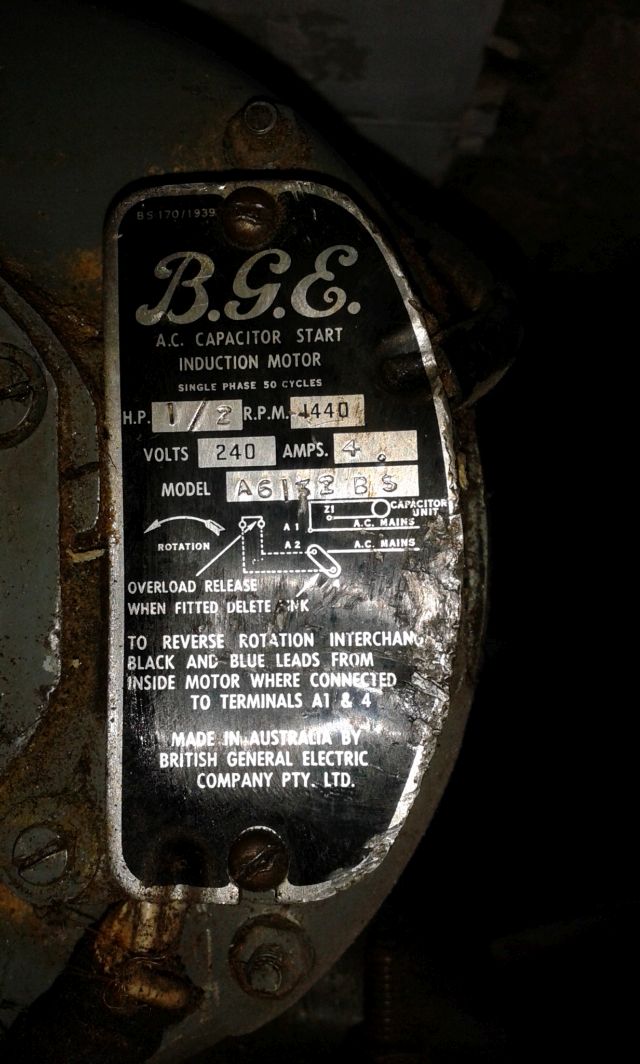 BS 170/1939
B.G.E.
A.C. CAPACITOR START
INDUCTION MOTOR
SINGLE PHASE 50 CYCLES
H.P. 1/2 R.P.M. 1440
VOLTS 240 AMPS. 4.
MODEL BS
Z1 CAPACITOR UNIT
A1 A.C. MAINS
A2 A.C. MAINS
ROTATION
4
OVERLOAD RELEASE
WHEN FITTED DELETE
TO REVERSE ROTATION
BLACK AND BLUE LEADS FROM
INSIDE MOTOR WHERE CONNECTED
TO TERMINALS A1 & 4
MADE IN AUSTRALIA BY
BRITISH GENERAL ELECTRIC
COMPANY PTY. LTD.